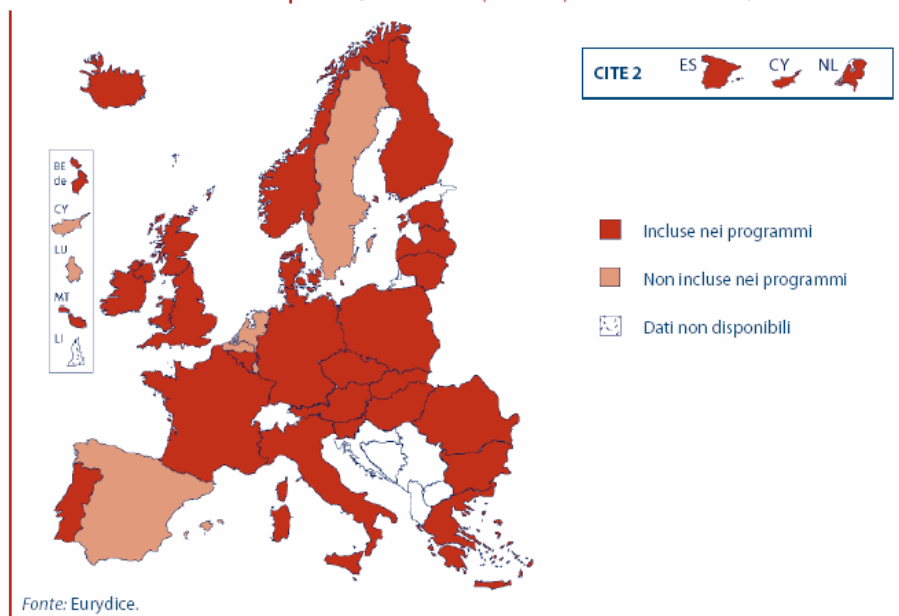 CITE 2
ES
CY
NL
BE
de
CY
LU
MT
LI
Incluse nei programmi
Non incluse nei programmi
Dati non disponibili
Fonte: Eurydice.